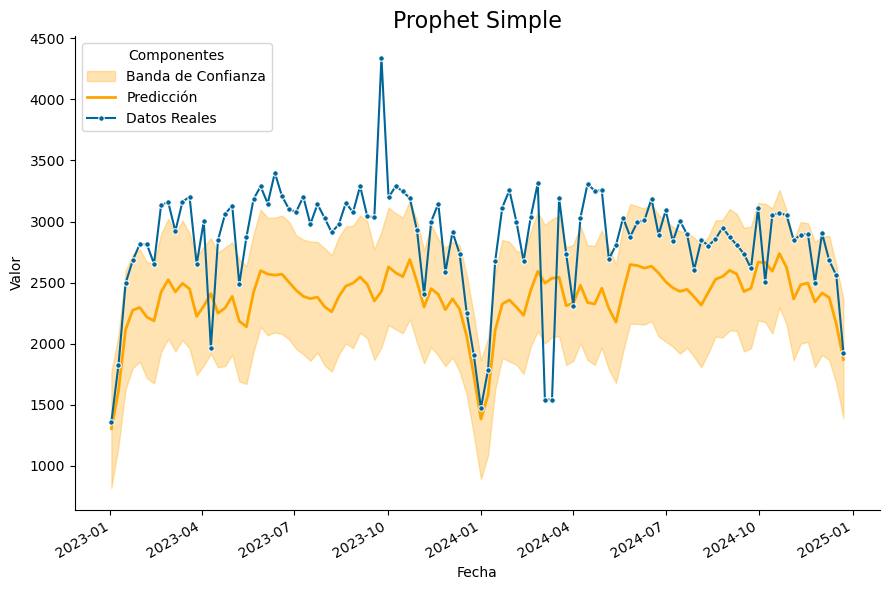 Prophet Simple
4500
4000
3500
3000
2500
2000
1500
1000
Valor
Componentes
Banda de Confianza
Predicción
Datos Reales
2023-01
2023-04
2023-07
2023-10
2024-01
2024-04
2024-07
2024-10
2025-01
Fecha